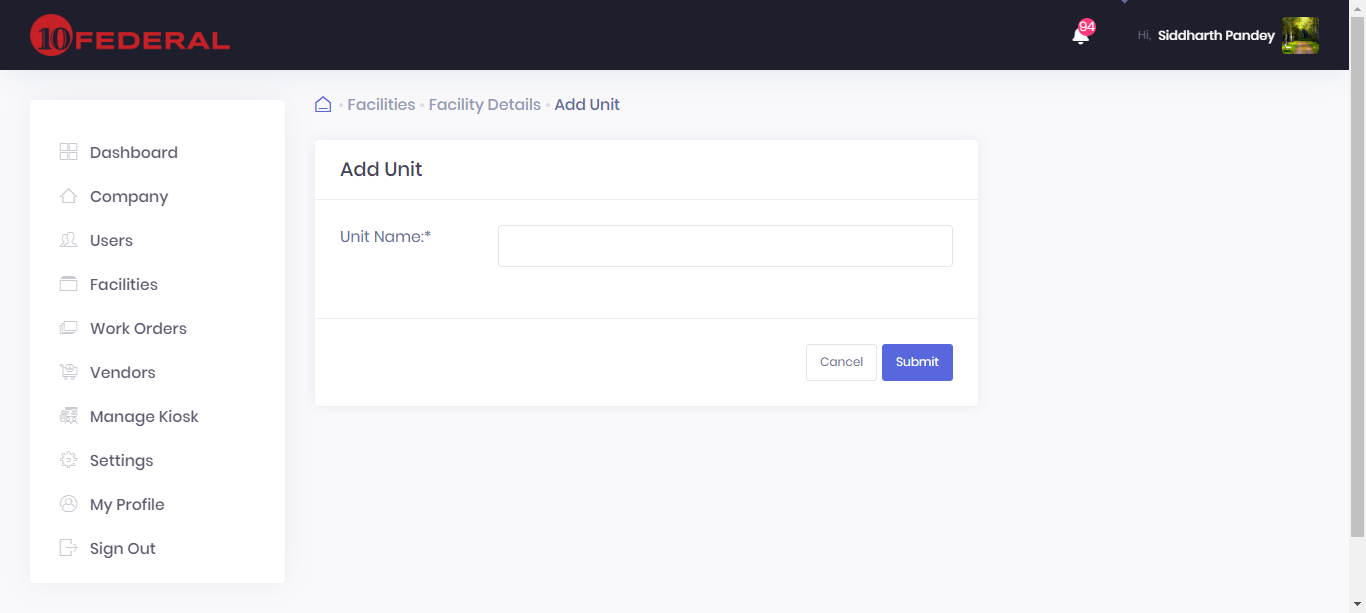 10 FEDERAL
94
Hi, Siddharth Pandey
Facilities Facility Details Add Unit
Dashboard
Company
Users
Facilities
Work Orders
Vendors
Manage Kiosk
Settings
My Profile
Sign Out
Add Unit
Unit Name:*
Cancel Submit